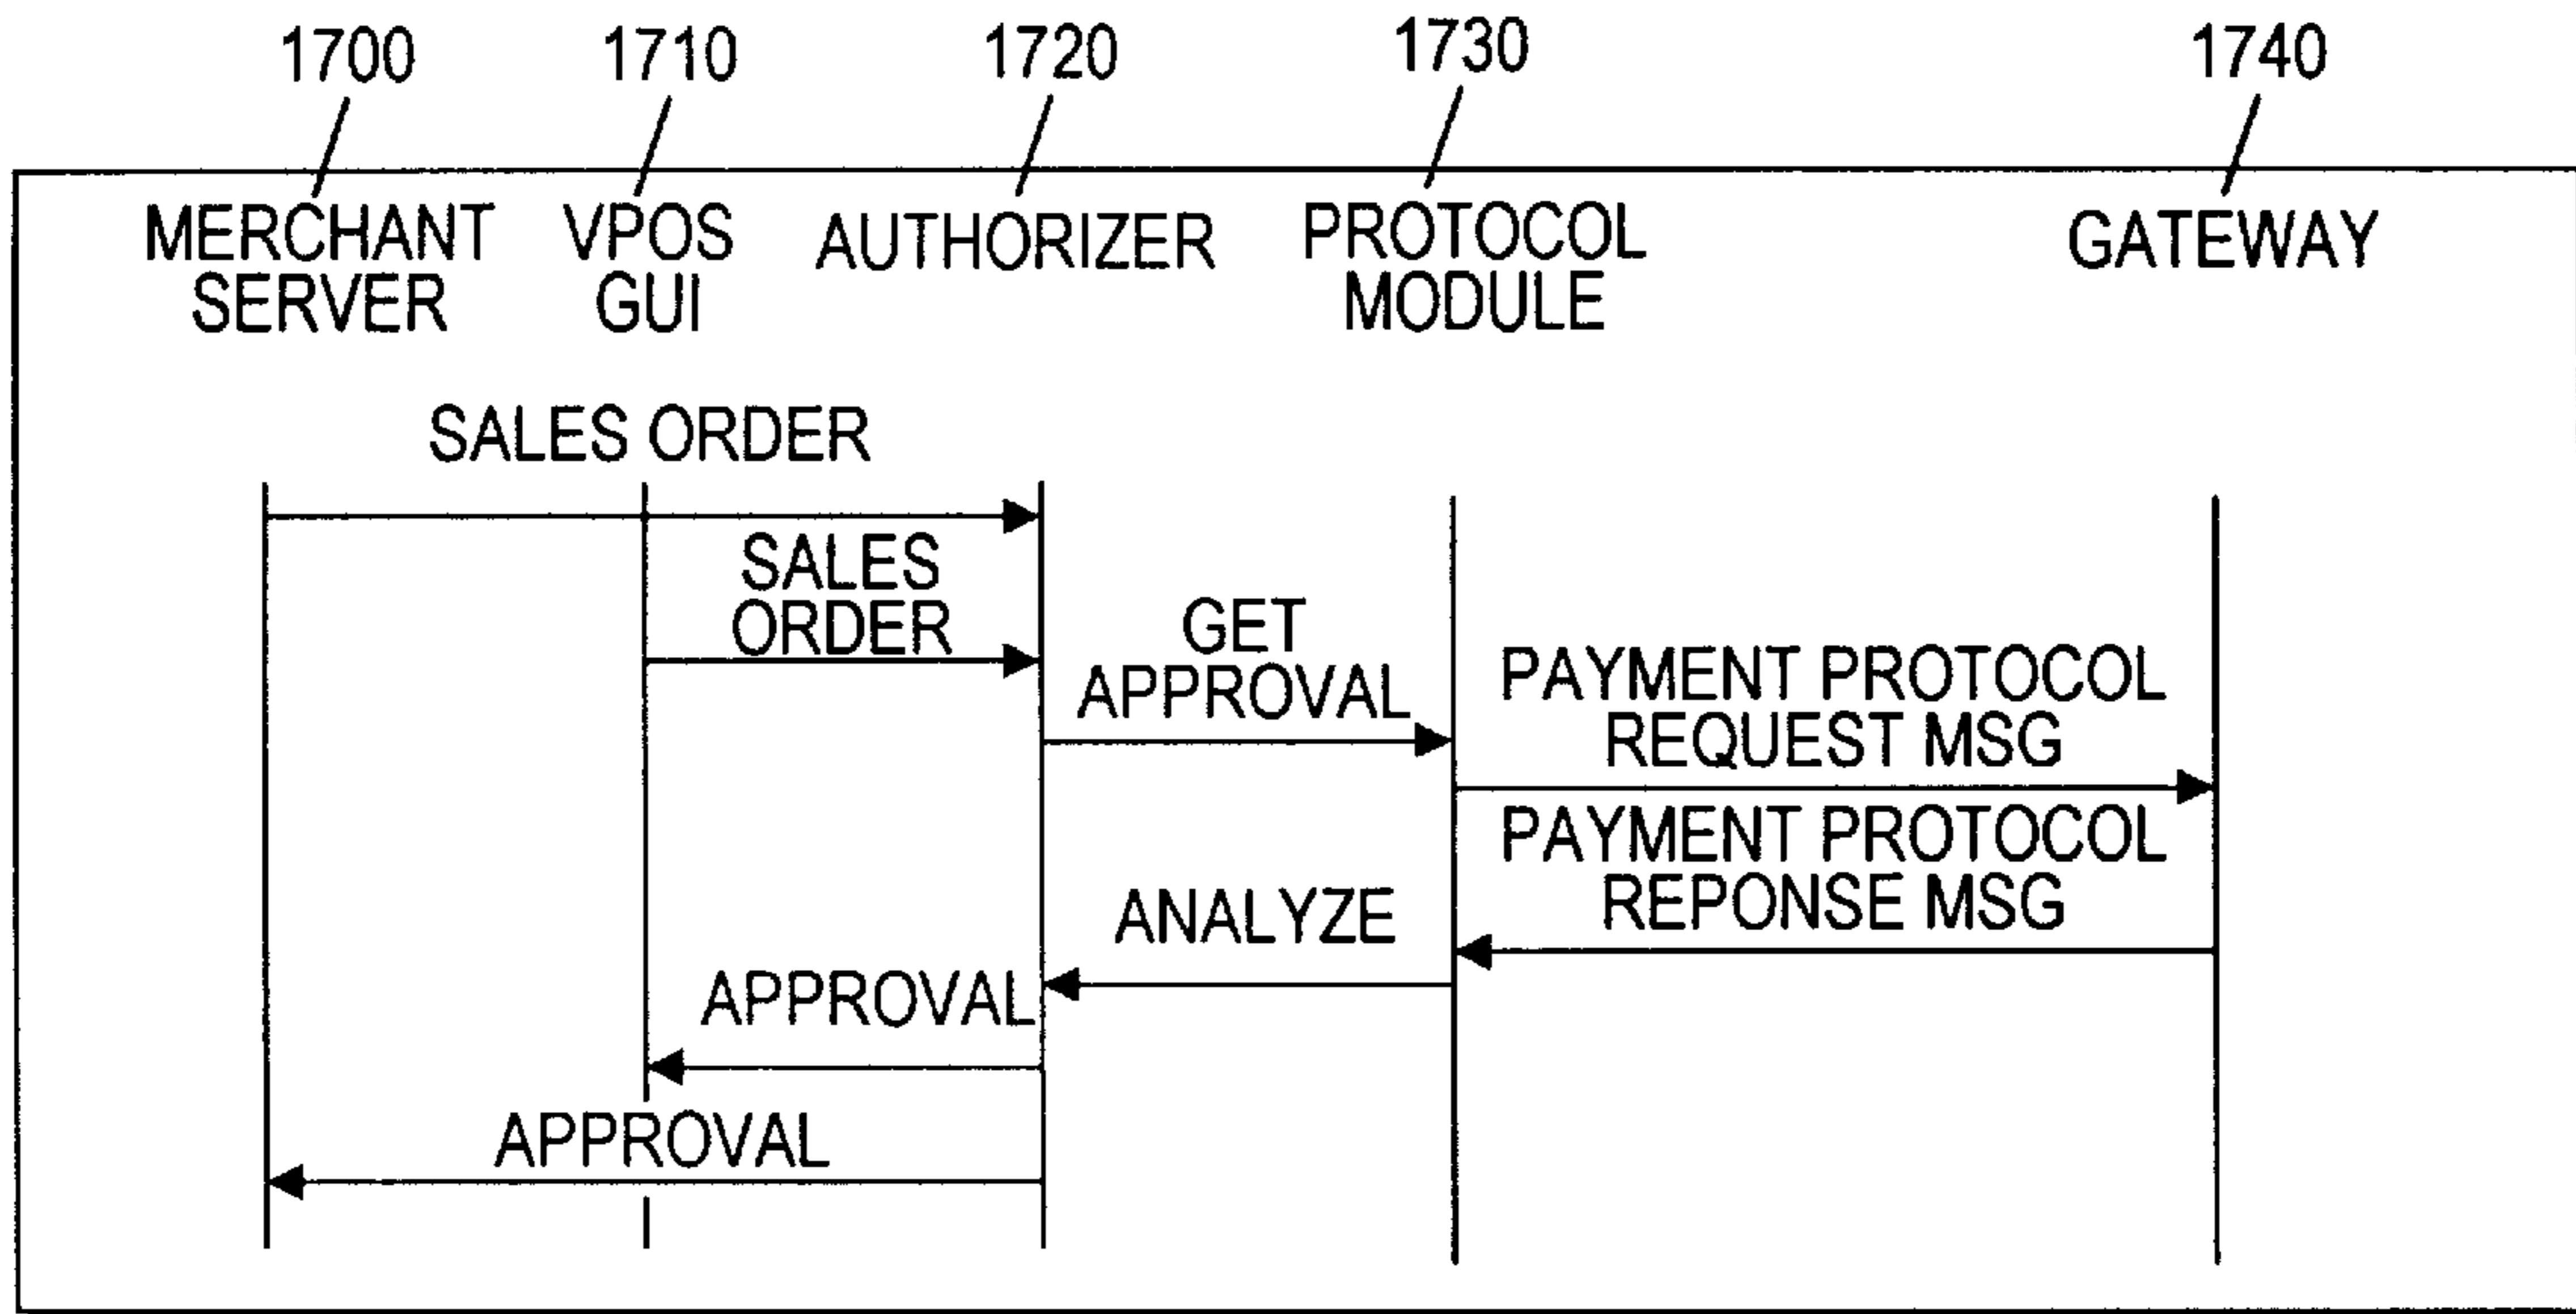 1700 1710 1720 1730 1740
MERCHANT
SERVER
VPOS
GUI
AUTHORIZER
PROTOCOL
MODULE
GATEWAY
SALES ORDER
SALES
ORDER
GET
APPROVAL
PAYMENT PROTOCOL
REQUEST MSG
PAYMENT PROTOCOL
REPONSE MSG
ANALYZE
APPROVAL
APPROVAL